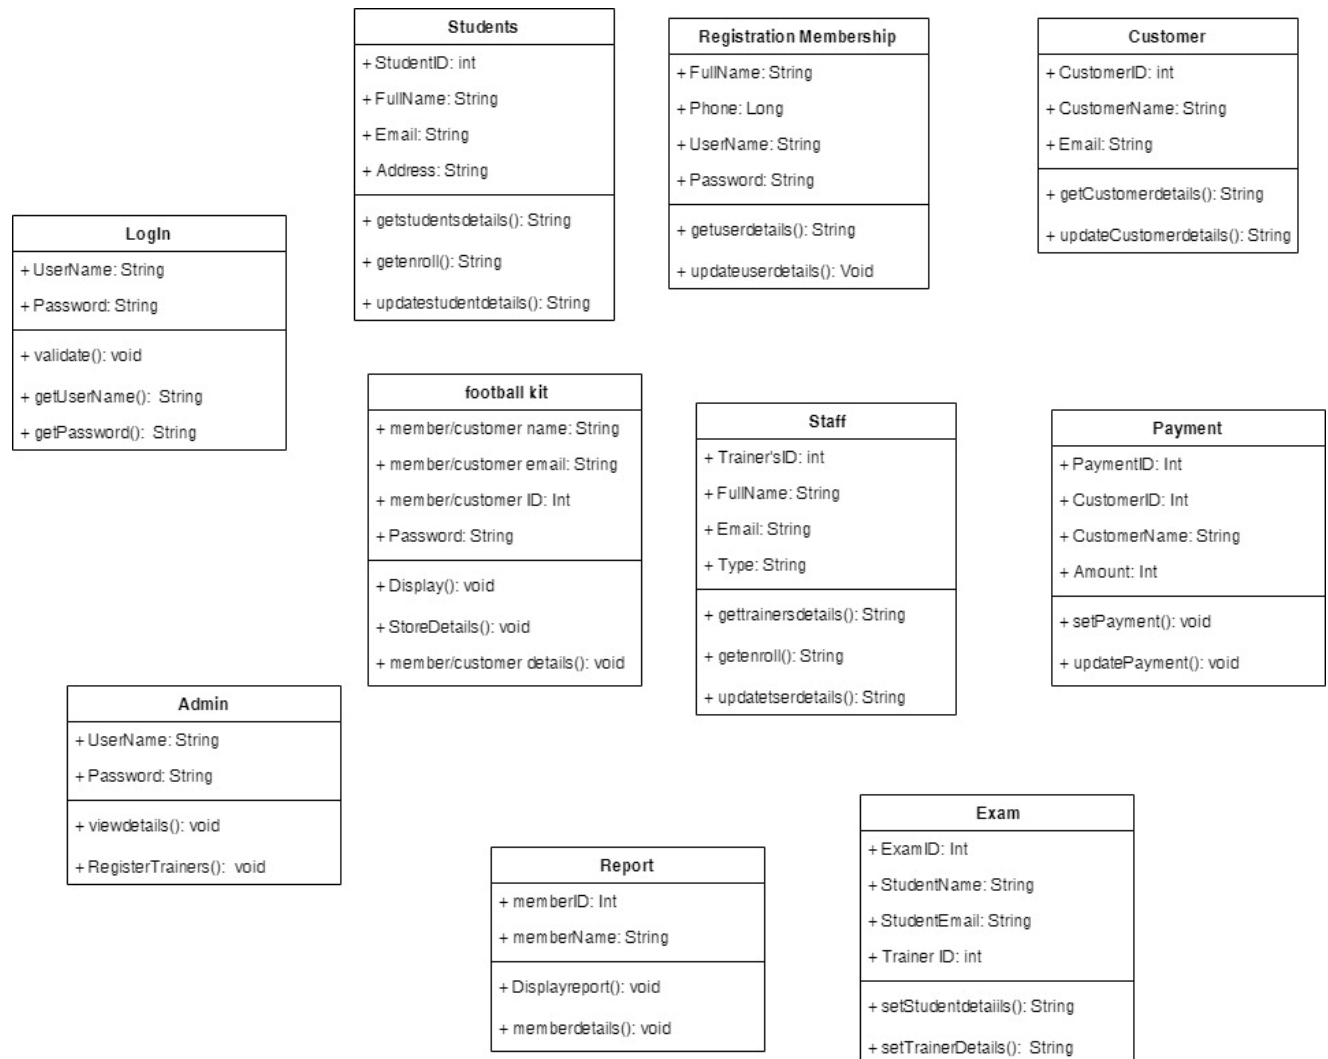 Students
+ StudentID: int
+ FullName: String
+ Email: String
+ Address: String
+ getstudentsdetails(): String
+ getenroll(): String
+ updatestudentdetails(): String
Registration Membership
+ FullName: String
+ Phone: Long
+ UserName: String
+ Password: String
+ getuserdetails(): String
+ updateuserdetails(): Void
Customer
+ CustomerID: int
+ CustomerName: String
+ Email: String
+ getCustomerdetails(): String
+ updateCustomerdetails(): String
LogIn
+ UserName: String
+ Password: String
+ validate(): void
+ getUserName(): String
+ getPassword(): String
football kit
+ member/customer name: String
+ member/customer email: String
+ member/customer ID: Int
+ Password: String
+ Display(): void
+ StoreDetails(): void
+ member/customer details(): void
Staff
+ Trainer'sID: int
+ FullName: String
+ Email: String
+ Type: String
+ gettrainersdetails(): String
+ getenroll(): String
+ updatetserdetails(): String
Payment
+ PaymentID: Int
+ CustomerID: Int
+ CustomerName: String
+ Amount: Int
+ setPayment(): void
+ updatePayment(): void
Admin
+ UserName: String
+ Password: String
+ viewdetails(): void
+ RegisterTrainers(): void
Report
+ memberID: Int
+ memberName: String
+ Displayreport(): void
+ memberdetails(): void
Exam
+ ExamID: Int
+ StudentName: String
+ StudentEmail: String
+ Trainer ID: int
+ setStudentdetaiils(): String
+ setTrainerDetails(): String